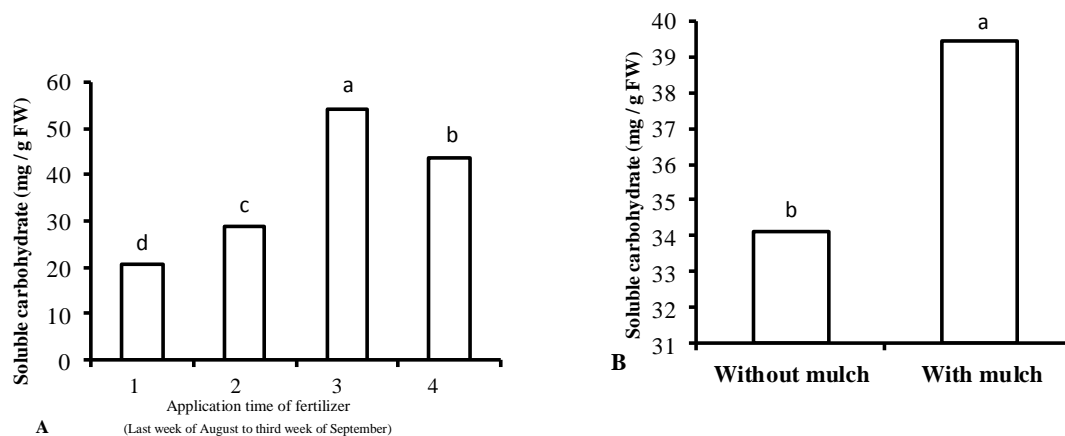 Soluble carbohydrate (mg / g FW)
60
50
40
30
20
10
0
d
c
a
b
1 2 3 4
Application time of fertilizer
(Last week of August to third week of September)
A
Soluble carbohydrate (mg / g FW)
40
39
38
37
36
35
34
33
32
31
b
a
Without mulch With mulch
B